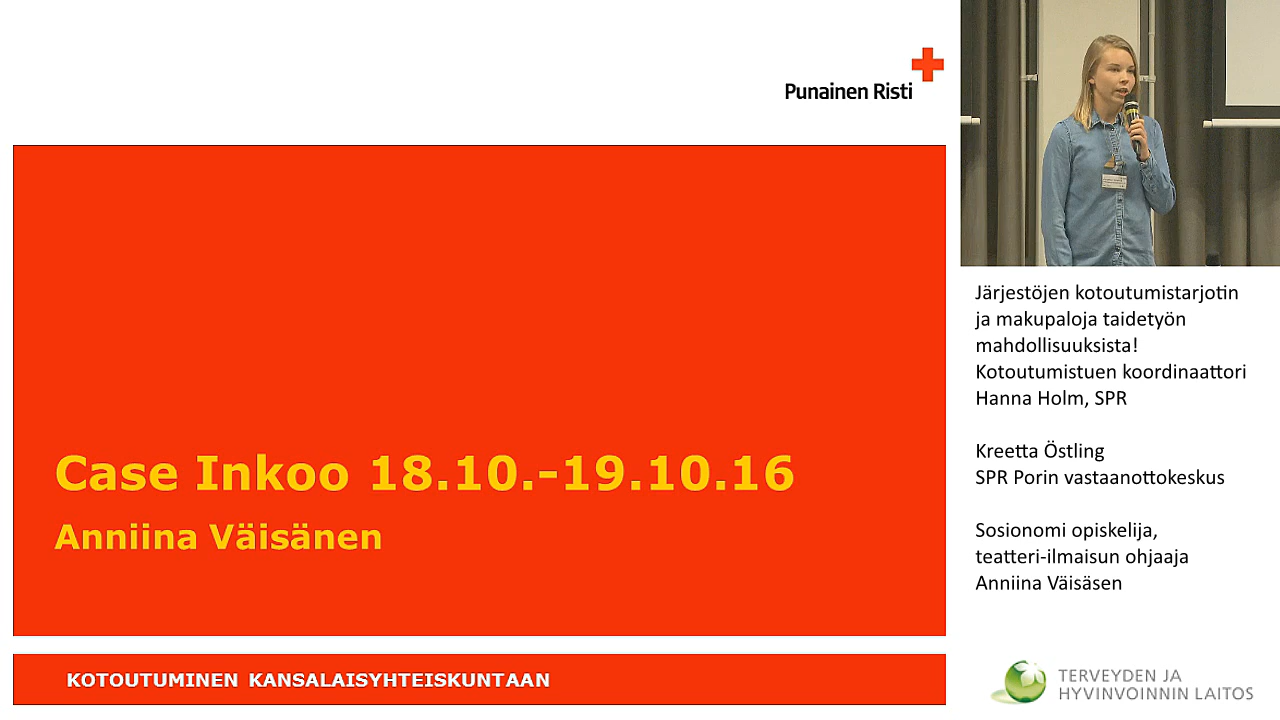 Punainen Risti
Case Inkoo 18.10.-19.10.16
Anniina Väisänen
KOTOUTUMINEN KANSALAISYHTEISKUNTAAN
Järjestöjen kotoutumistarjotin
ja makupaloja taidetyön
mahdollisuuksista!
Kotoutumistuen koordinaattori
Hanna Holm, SPR
Kreetta Östling
SPR Porin vastaanottokeskus
Sosionomi opiskelija,
teatteri-ilmaisun ohjaaja
Anniina Väisäsen
TERVEYDEN JA
HYVINVOINNIN LAITOS